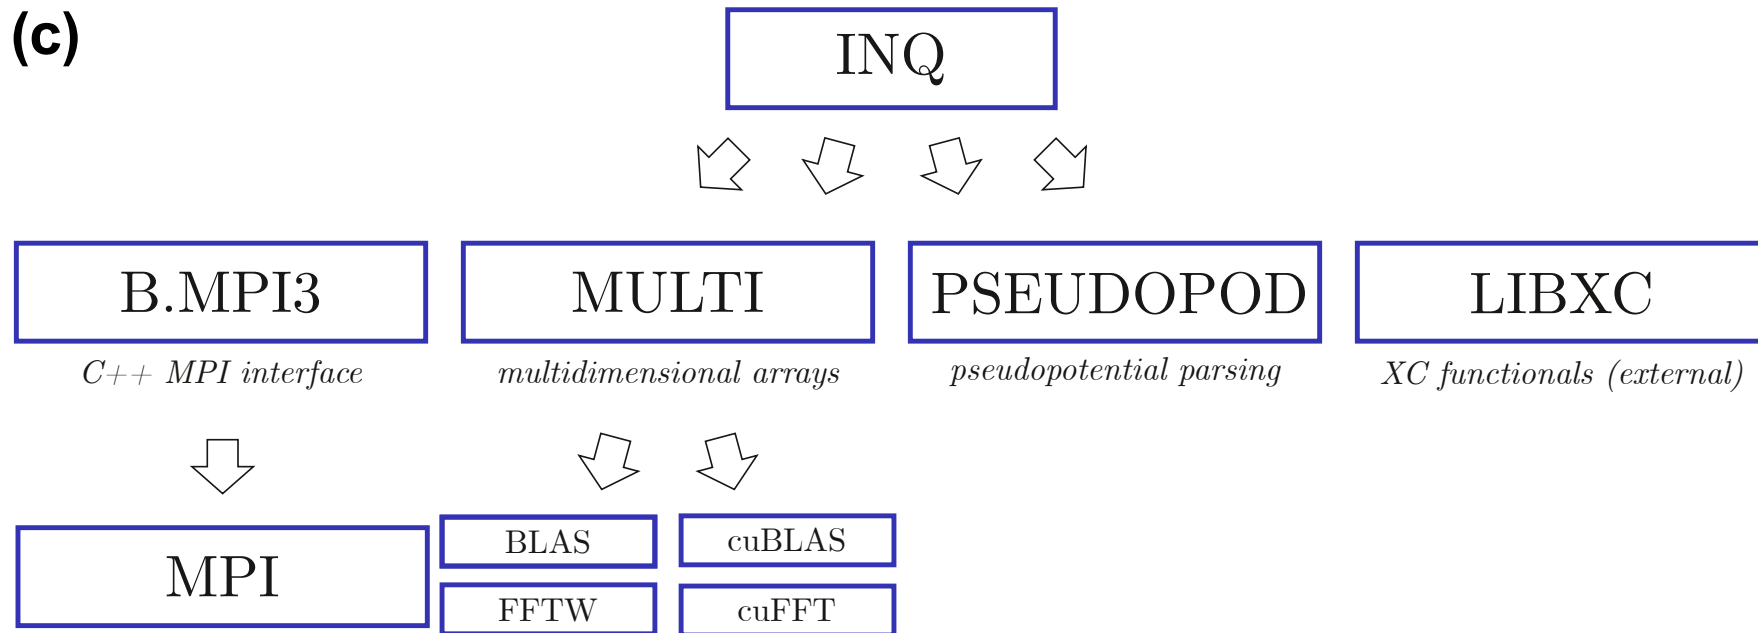 (c)
INQ
B.MPI3
MULTI
PSEUDOPOD
LIBXC
C++ MPI interface
multidimensional arrays
pseudopotential parsing
XC functionals (external)
MPI
BLAS
cuBLAS
FFTW
cuFFT